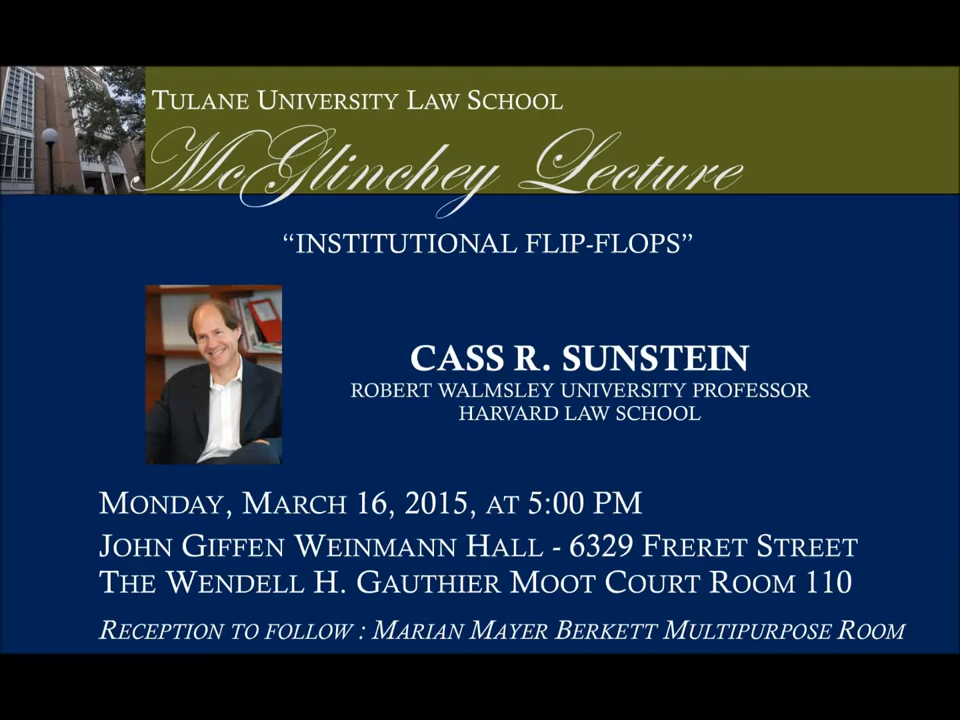 TULANE UNIVERSITY LAW SCHOOL
McGlinchey Lecture
“INSTITUTIONAL FLIP-FLOPS”
CASS R. SUNSTEIN
ROBERT WALMSLEY UNIVERSITY PROFESSOR
HARVARD LAW SCHOOL
MONDAY, MARCH 16, 2015, AT 5:00 PM
JOHN GIFFEN WEINMANN HALL - 6329 FRERET STREET
THE WENDELL H. GAUTHIER MOOT COURT ROOM 110
RECEPTION TO FOLLOW : MARIAN MAYER BERKETT MULTIPURPOSE ROOM